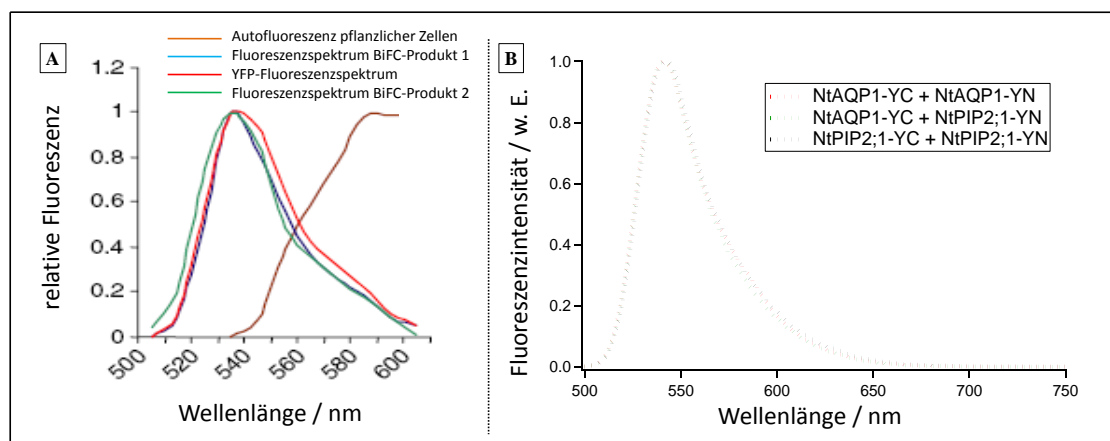 A
Autofluoreszenz pflanzlicher Zellen
Fluoreszenzspektrum BiFC-Produkt 1
YFP-Fluoreszenzspektrum
Fluoreszenzspektrum BiFC-Produkt 2
relative Fluoreszenz
1.2
1
0.8
0.6
0.4
0.2
0
500 520 540 560 580 600
Wellenlänge / nm
B
NtAQP1-YC + NtAQP1-YN
NtAQP1-YC + NtPIP2;1-YN
NtPIP2;1-YC + NtPIP2;1-YN
Fluoreszenzintensität / w. E.
1.0
0.8
0.6
0.4
0.2
0.0
500 550 600 650 700 750
Wellenlänge / nm